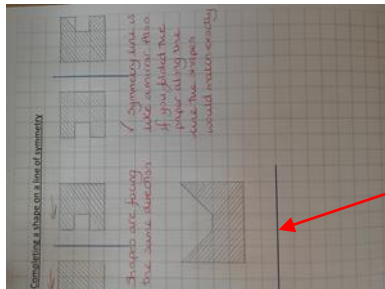 Completing a shape on a line of symmetry
Shapes are facing
the same direction
✓ Symmetry line is
like a mirror. Also
if you folded the
paper along the
line the shapes
would match exactly